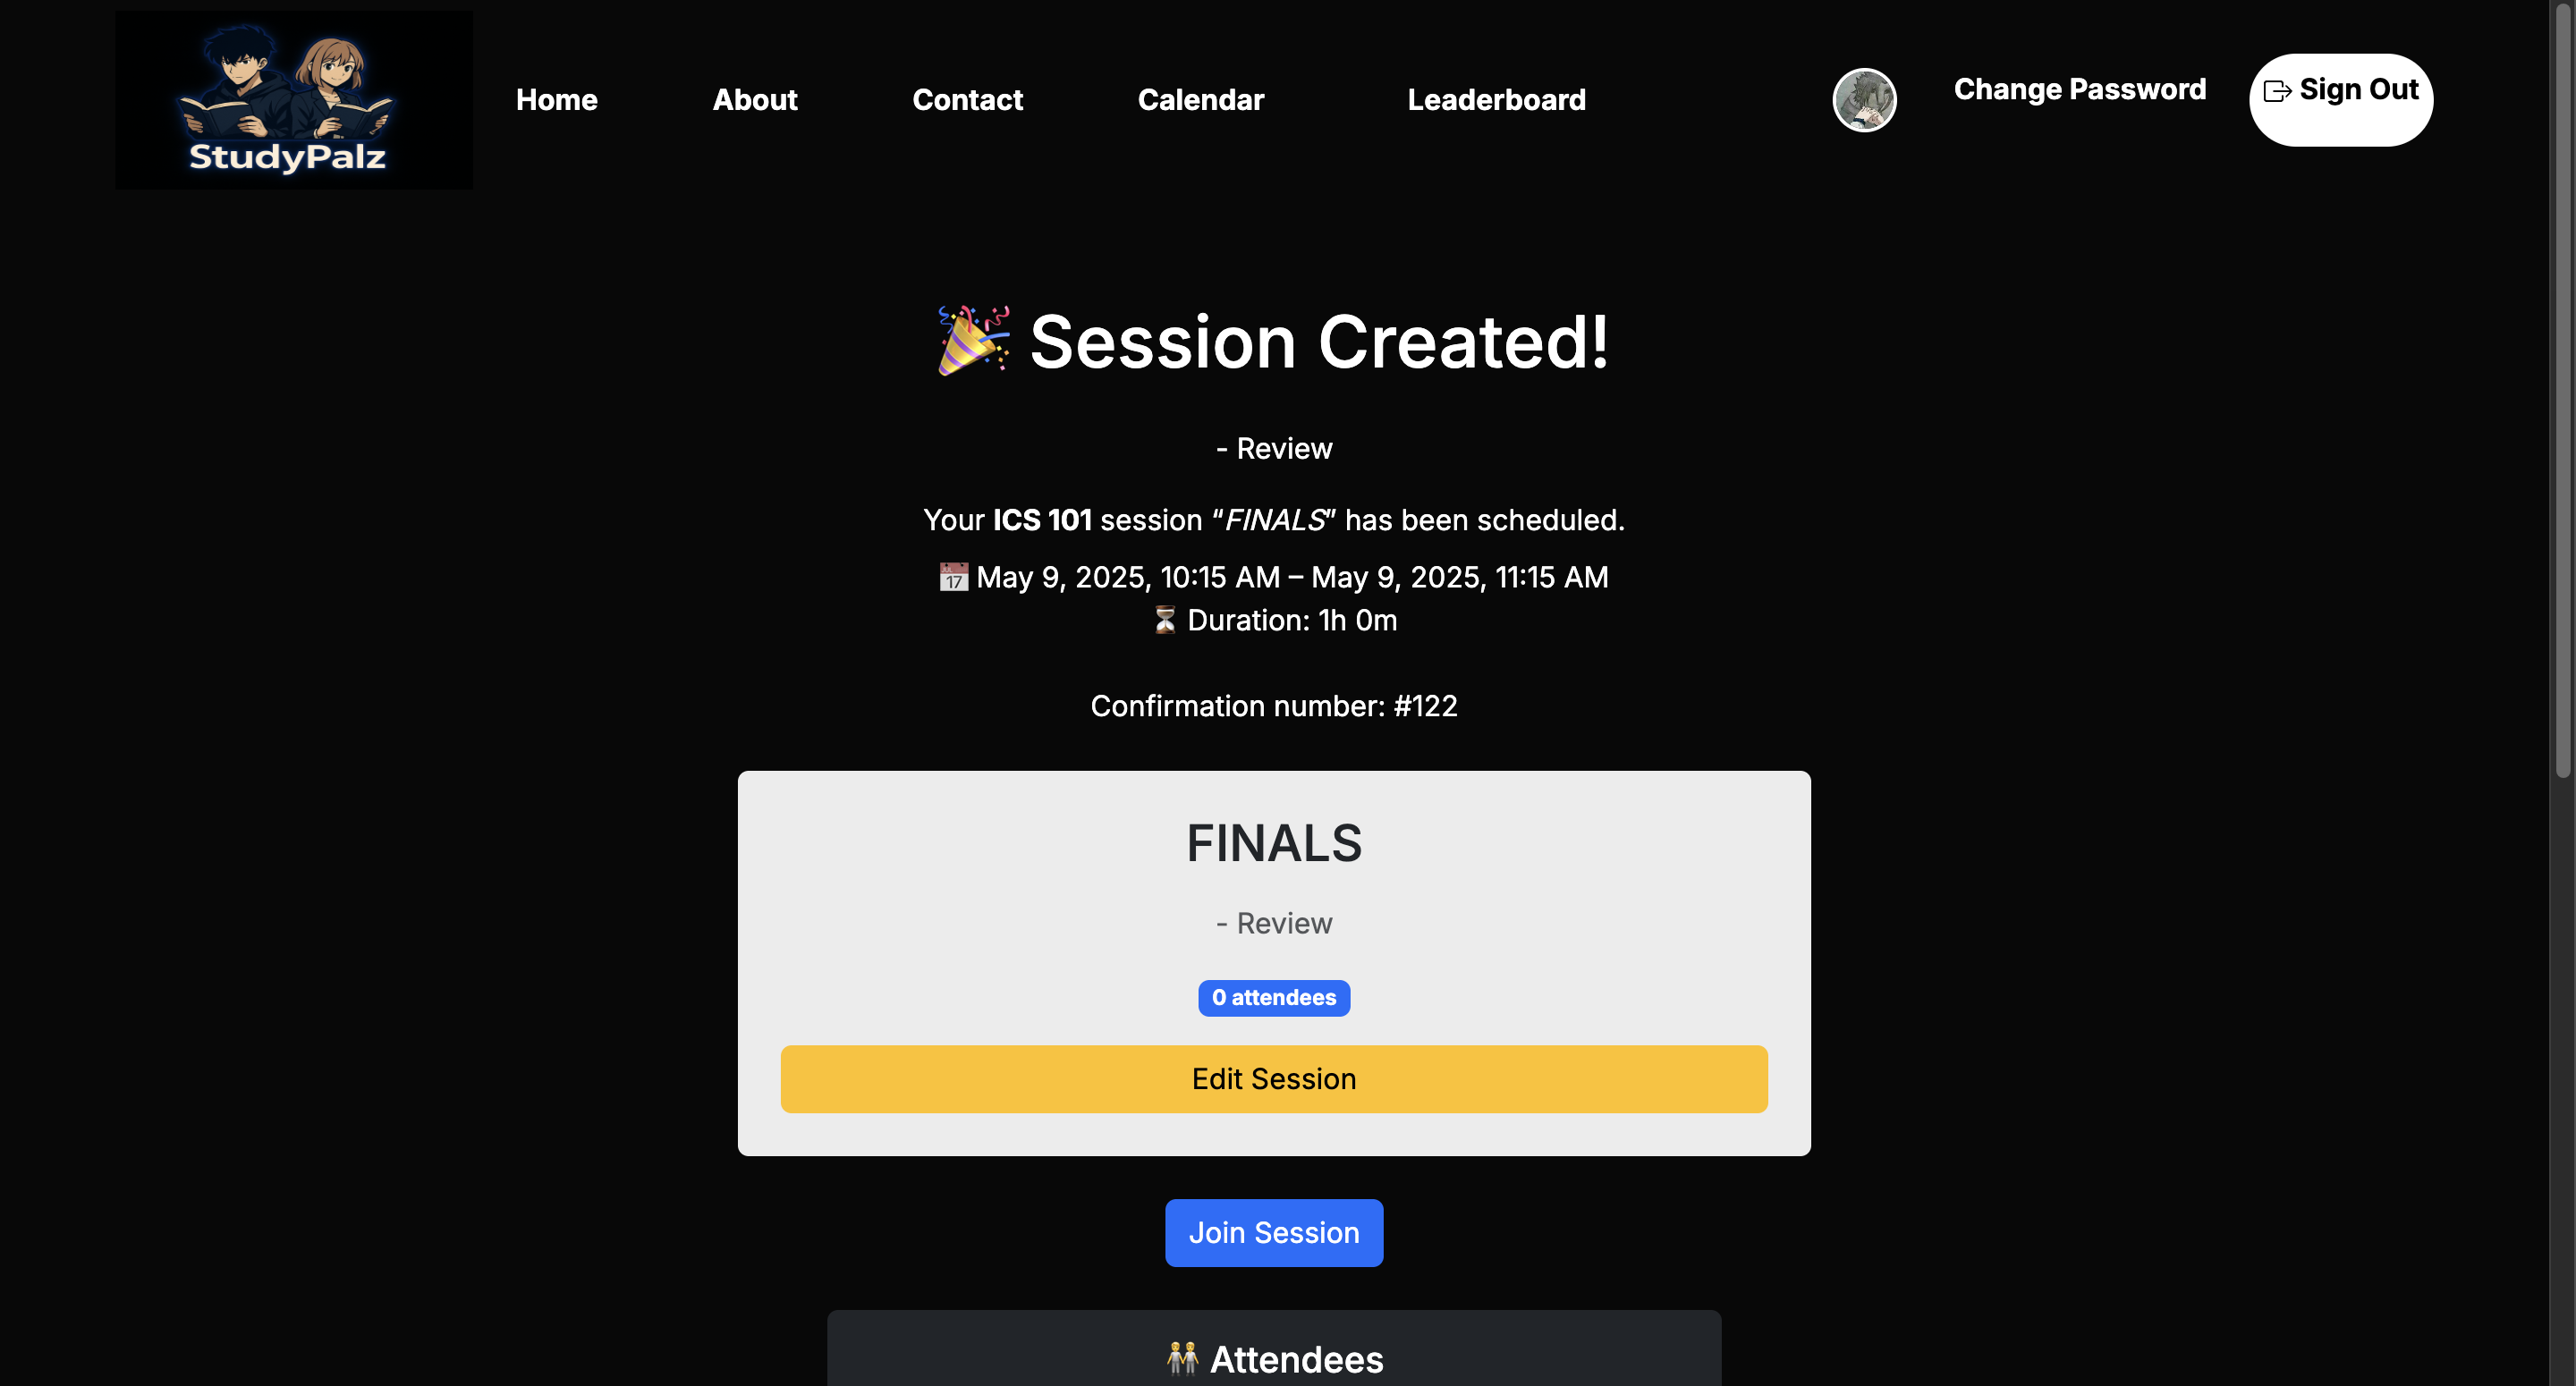 StudyPalz
Home
About
Contact
Calendar
Leaderboard
Change Password
Sign Out
🎉 Session Created!
- Review
Your ICS 101 session “FINALS” has been scheduled.
📅 May 9, 2025, 10:15 AM – May 9, 2025, 11:15 AM
⏳ Duration: 1h 0m
Confirmation number: #122
FINALS
- Review
0 attendees
Edit Session
Join Session
🧑‍🤝‍🧑 Attendees